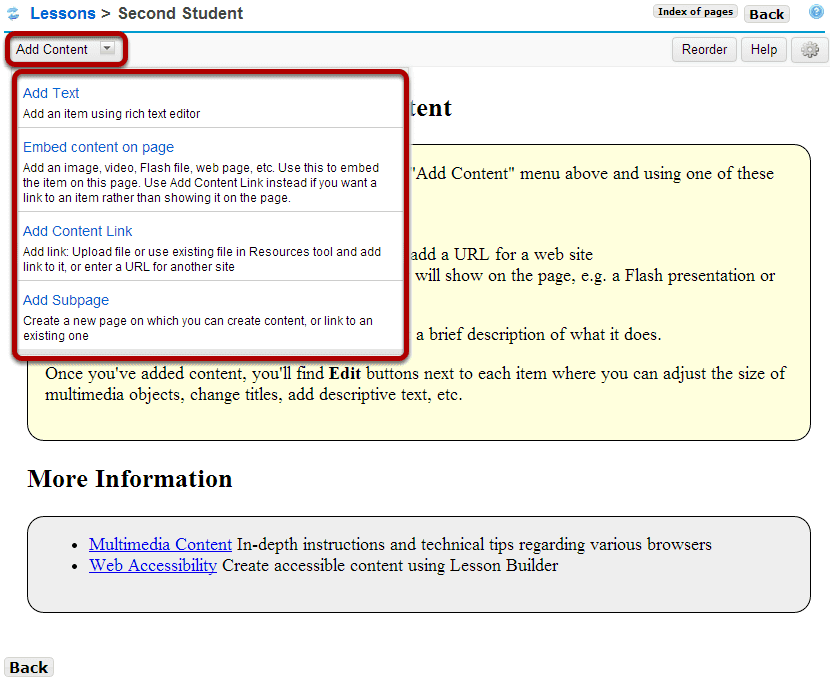 Lessons > Second Student
Index of pages
Back
Add Content
Reorder
Help
Add Text
Add an item using rich text editor
Embed content on page
Add an image, video, Flash file, web page, etc. Use this to embed
the item on this page. Use Add Content Link instead if you want a
link to an item rather than showing it on the page.
Add Content Link
Add link: Upload file or use existing file in Resources tool and add
link to it, or enter a URL for another site
Add Subpage
Create a new page on which you can create content, or link to an
existing one
tent
"Add Content" menu above and using one of these
add a URL for a web site
will show on the page, e.g. a Flash presentation or
a brief description of what it does.
Once you've added content, you'll find Edit buttons next to each item where you can adjust the size of
multimedia objects, change titles, add descriptive text, etc.
More Information
• Multimedia Content In-depth instructions and technical tips regarding various browsers
• Web Accessibility Create accessible content using Lesson Builder
Back